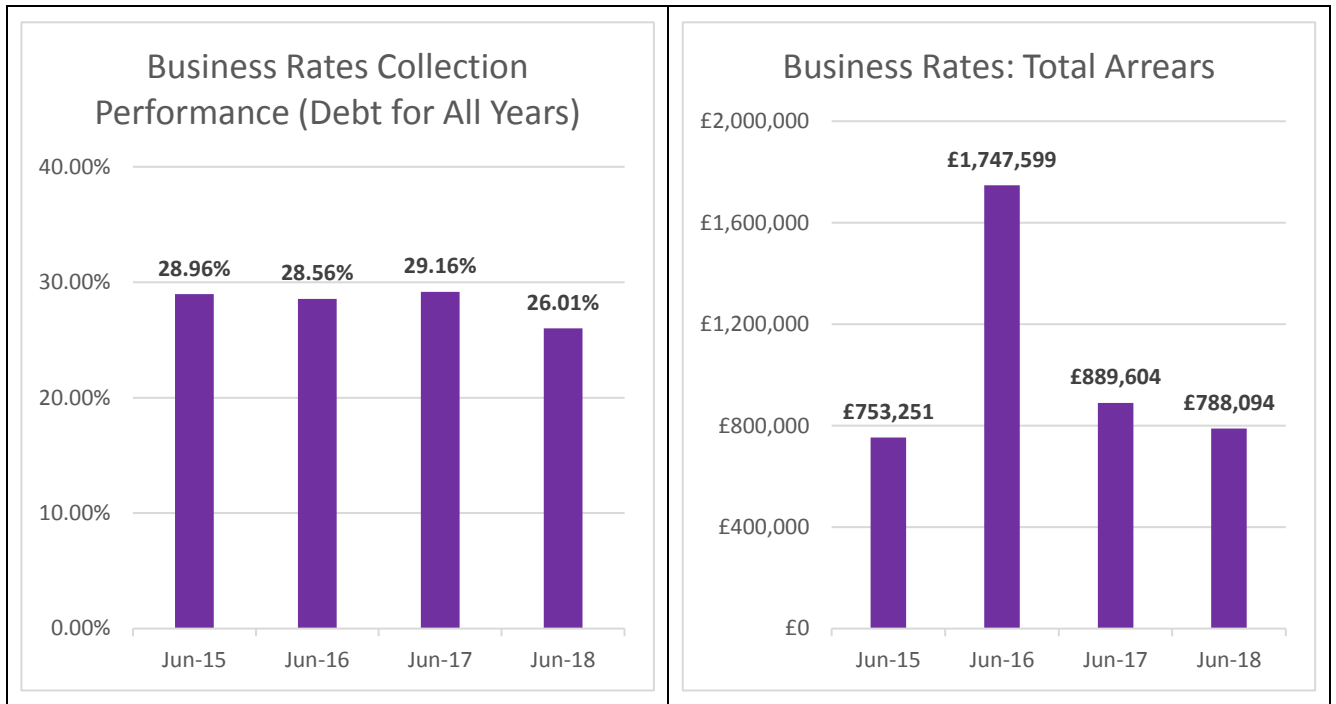 Business Rates Collection
Performance (Debt for All Years)
40.00%
30.00%
20.00%
10.00%
0.00%
28.96%
28.56%
29.16%
26.01%
Jun-15
Jun-16
Jun-17
Jun-18
Business Rates: Total Arrears
£2,000,000
£1,600,000
£1,200,000
£800,000
£400,000
£0
£753,251
£1,747,599
£889,604
£788,094
Jun-15
Jun-16
Jun-17
Jun-18